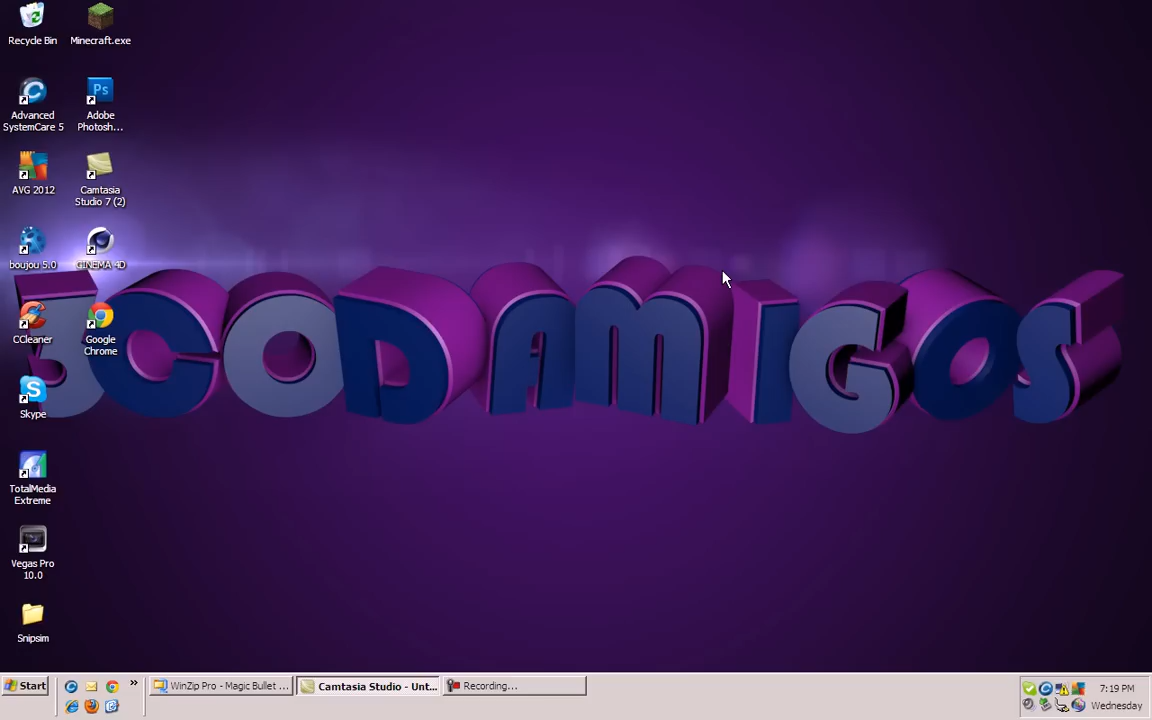 Recycle Bin
Minecraft.exe
Advanced
SystemCare 5
Adobe
Photosh...
Ps
AVG 2012
Camtasia
Studio 7 (2)
boujou 5.0
CINEMA 4D
3CODAMIGOS
CCleaner
Google
Chrome
Skype
TotalMedia
Extreme
Vegas Pro
10.0
Snipsim
Start
»
WinZip Pro - Magic Bullet ...
Camtasia Studio - Unt...
Recording...
7:19 PM
Wednesday